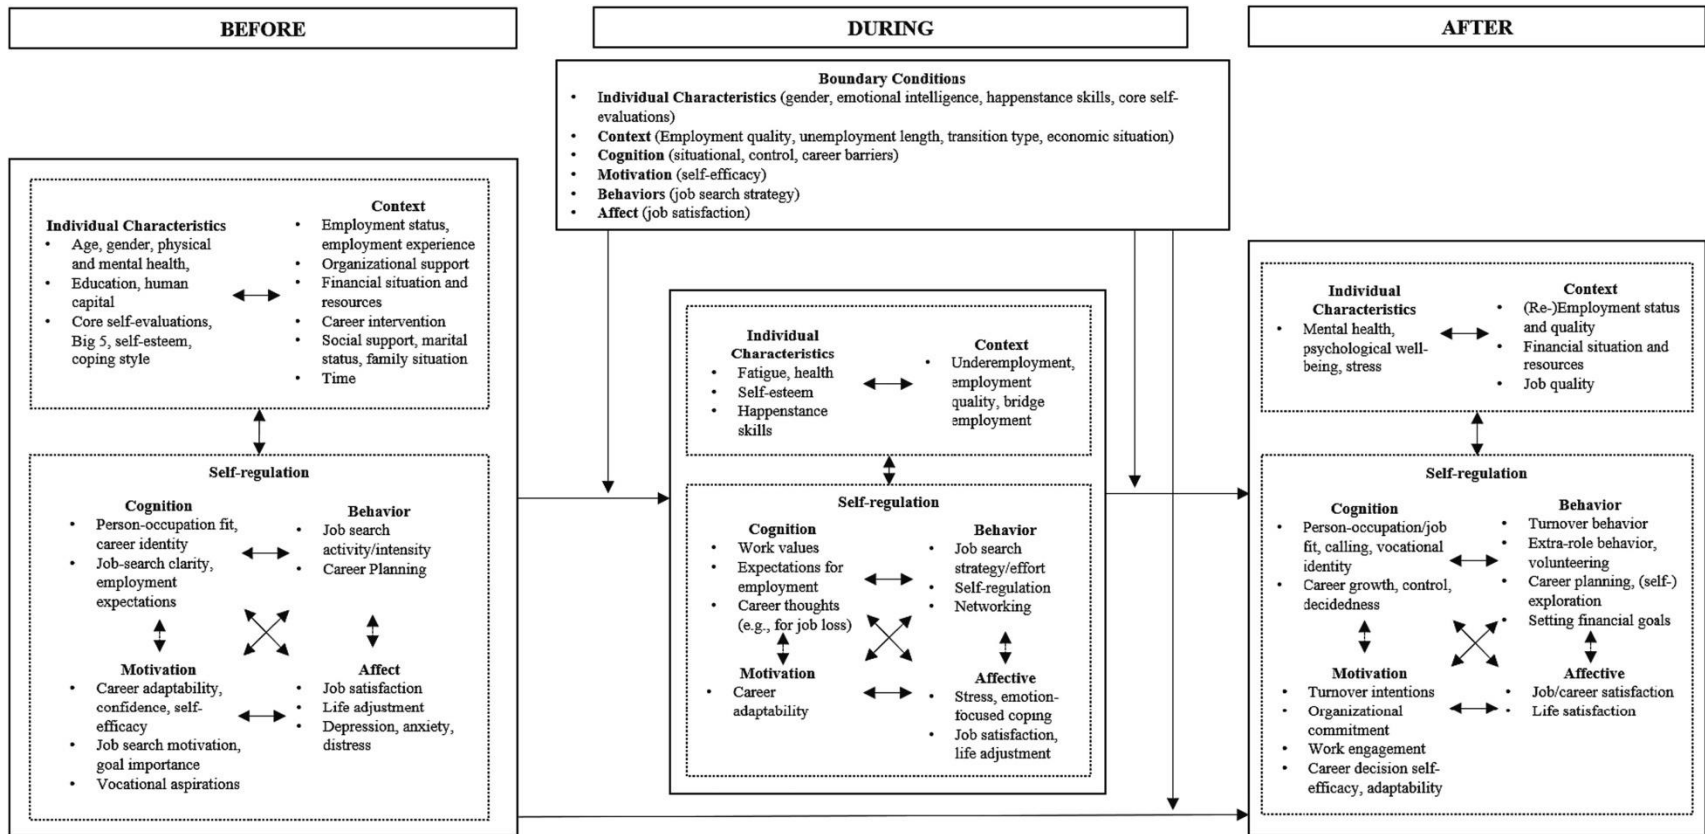 BEFORE
DURING
AFTER
Boundary Conditions
• Individual Characteristics (gender, emotional intelligence, happenstance skills, core self-
evaluations)
• Context (Employment quality, unemployment length, transition type, economic situation)
• Cognition (situational, control, career barriers)
• Motivation (self-efficacy)
• Behaviors (job search strategy)
• Affect (job satisfaction)
Individual Characteristics
• Age, gender, physical
and mental health,
• Education, human
capital
• Core self-evaluations,
Big 5, self-esteem,
coping style
Context
• Employment status,
employment experience
• Organizational support
• Financial situation and
resources
• Career intervention
• Social support, marital
status, family situation
• Time
Self-regulation
Cognition
• Person-occupation fit,
career identity
• Job-search clarity,
employment
expectations
Behavior
• Job search
activity/intensity
• Career Planning
Motivation
• Career adaptability,
confidence, self-
efficacy
• Job search motivation,
goal importance
• Vocational aspirations
Affect
• Job satisfaction
• Life adjustment
• Depression, anxiety,
distress
Individual
Characteristics
• Fatigue, health
• Self-esteem
• Happenstance
skills
Context
• Underemployment,
employment
quality, bridge
employment
Self-regulation
Cognition
• Work values
• Expectations for
employment
• Career thoughts
(e.g., for job loss)
Behavior
• Job search
strategy/effort
• Self-regulation
• Networking
Motivation
• Career
adaptability
Affective
• Stress, emotion-
focused coping
• Job satisfaction,
life adjustment
Individual
Characteristics
• Mental health,
psychological well-
being, stress
Context
• (Re-)Employment status
and quality
• Financial situation and
resources
• Job quality
Self-regulation
Cognition
• Person-occupation/job
fit, calling, vocational
identity
• Career growth, control,
decidedness
Behavior
• Turnover behavior
• Extra-role behavior,
volunteering
• Career planning, (self-)
exploration
• Setting financial goals
Motivation
• Turnover intentions
• Organizational
commitment
• Work engagement
• Career decision self-
efficacy, adaptability
Affective
• Job/career satisfaction
• Life satisfaction